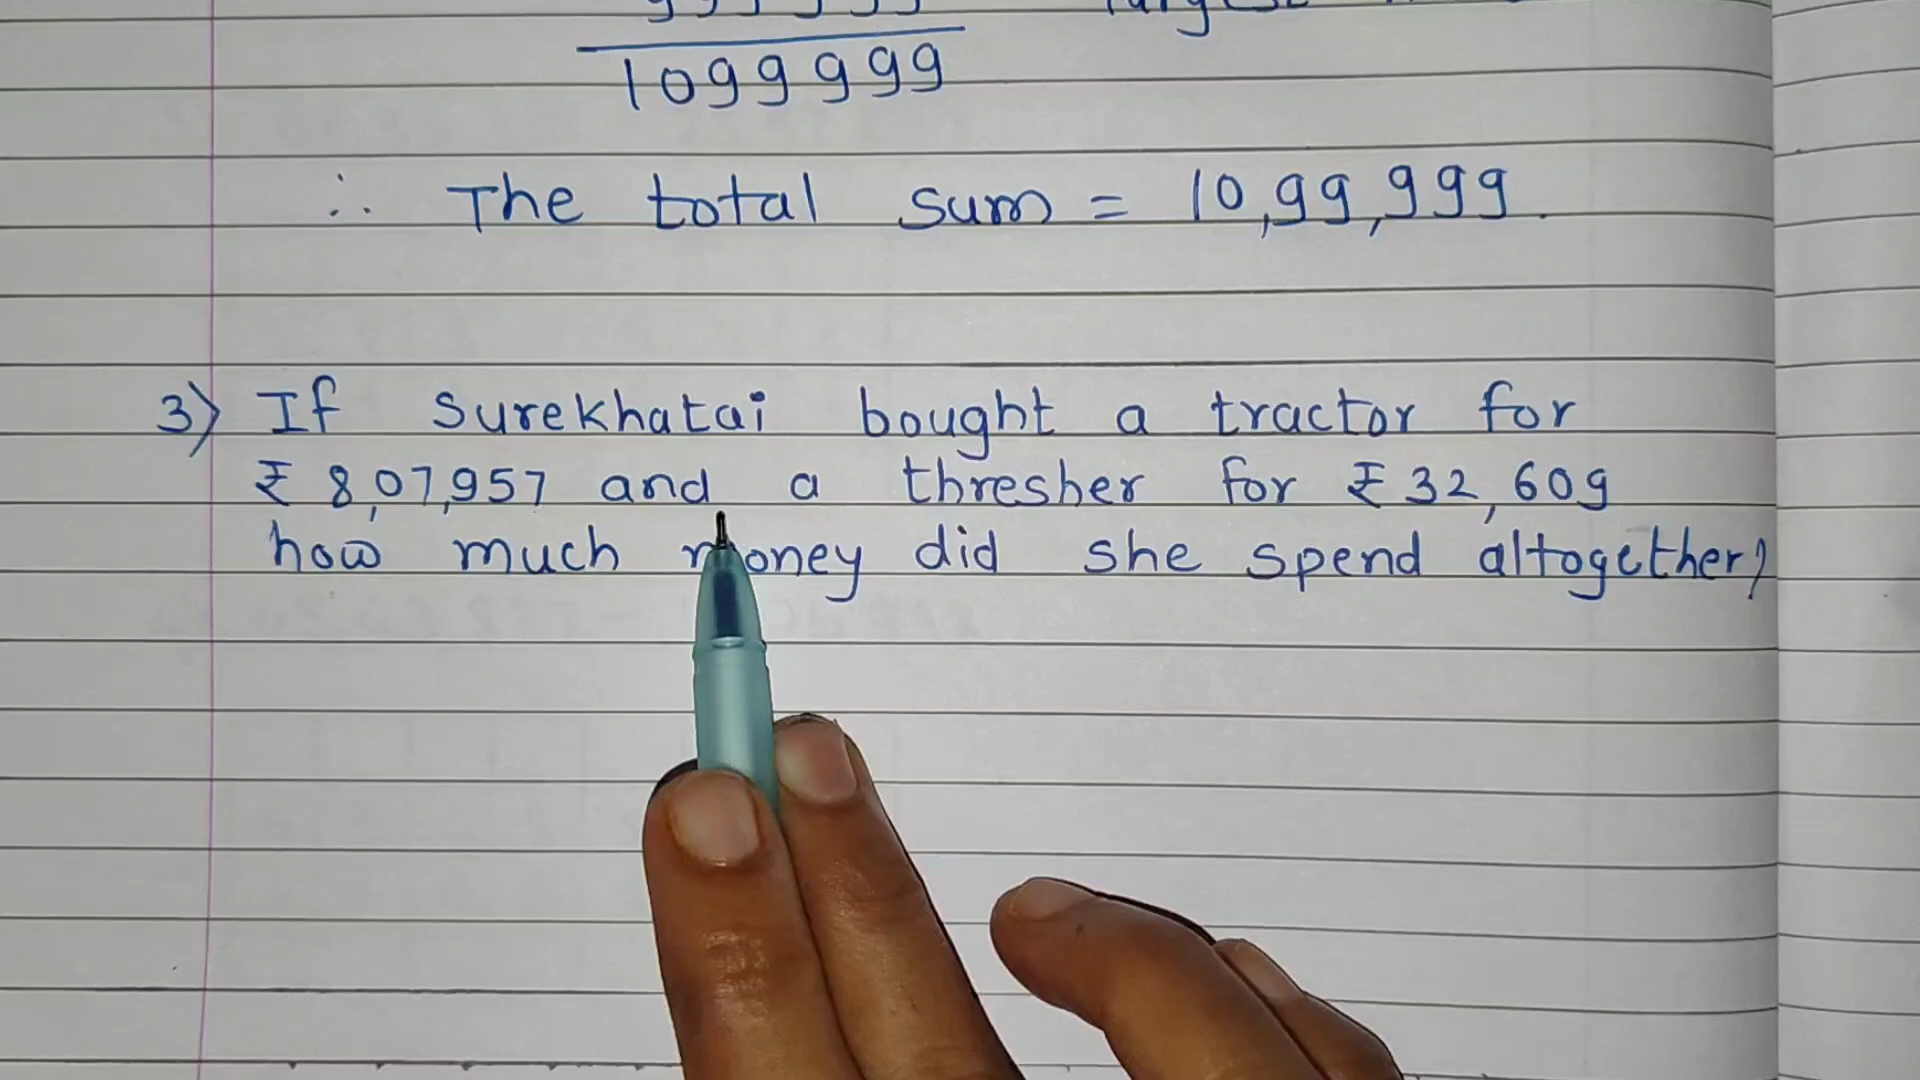 1099999
∴ The total sum = 10,99,999.
3) If Surekhatai bought a tractor for
₹ 8,07,957 and a thresher for ₹ 32,609
how much money did she spend altogether?